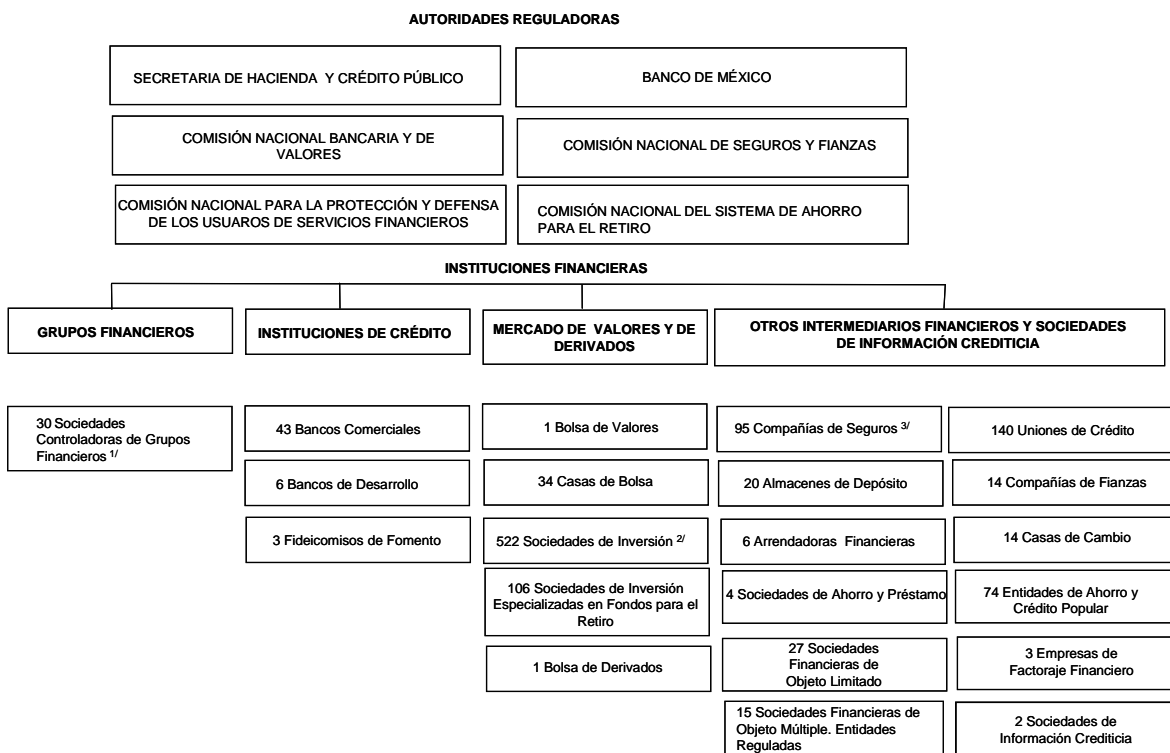 AUTORIDADES REGULADORAS
SECRETARIA DE HACIENDA Y CRÉDITO PÚBLICO
BANCO DE MÉXICO
COMISIÓN NACIONAL BANCARIA Y DE
VALORES
COMISIÓN NACIONAL DE SEGUROS Y FIANZAS
COMISIÓN NACIONAL PARA LA PROTECCIÓN Y DEFENSA
DE LOS USUAROS DE SERVICIOS FINANCIEROS
COMISIÓN NACIONAL DEL SISTEMA DE AHORRO
PARA EL RETIRO
INSTITUCIONES FINANCIERAS
GRUPOS FINANCIEROS
INSTITUCIONES DE CRÉDITO
MERCADO DE VALORES Y DE
DERIVADOS
OTROS INTERMEDIARIOS FINANCIEROS Y SOCIEDADES
DE INFORMACIÓN CREDITICIA
30 Sociedades
Controladoras de Grupos
Financieros 1/
43 Bancos Comerciales
6 Bancos de Desarrollo
3 Fideicomisos de Fomento
1 Bolsa de Valores
34 Casas de Bolsa
522 Sociedades de Inversión 2/
106 Sociedades de Inversión
Especializadas en Fondos para el
Retiro
1 Bolsa de Derivados
95 Compañías de Seguros 3/
20 Almacenes de Depósito
6 Arrendadoras Financieras
4 Sociedades de Ahorro y Préstamo
27 Sociedades
Financieras de
Objeto Limitado
15 Sociedades Financieras de
Objeto Múltiple. Entidades
Reguladas
140 Uniones de Crédito
14 Compañías de Fianzas
14 Casas de Cambio
74 Entidades de Ahorro y
Crédito Popular
3 Empresas de
Factoraje Financiero
2 Sociedades de
Información Crediticia